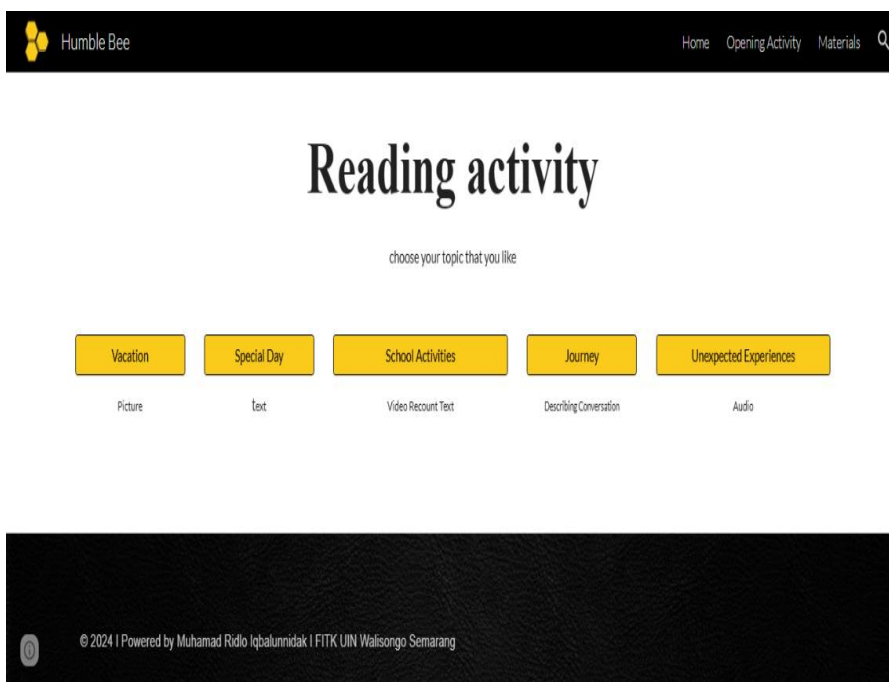 Humble Bee Home Opening Activity Materials
Reading activity
choose your topic that you like
Vacation Special Day School Activities Journey Unexpected Experiences
Picture text Video Recount Text Describing Conversation Audio
© 2024 I Powered by Muhamad Ridlo Iqbalunnidak I FITK UIN Walisongo Semarang